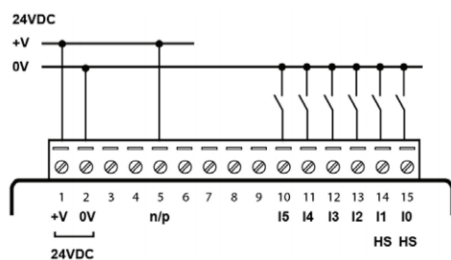 24VDC
+V
0V
1 2 3 4 5 6 7 8 9 10 11 12 13 14 15
+V 0V n/p I5 I4 I3 I2 I1 I0
HS HS
24VDC